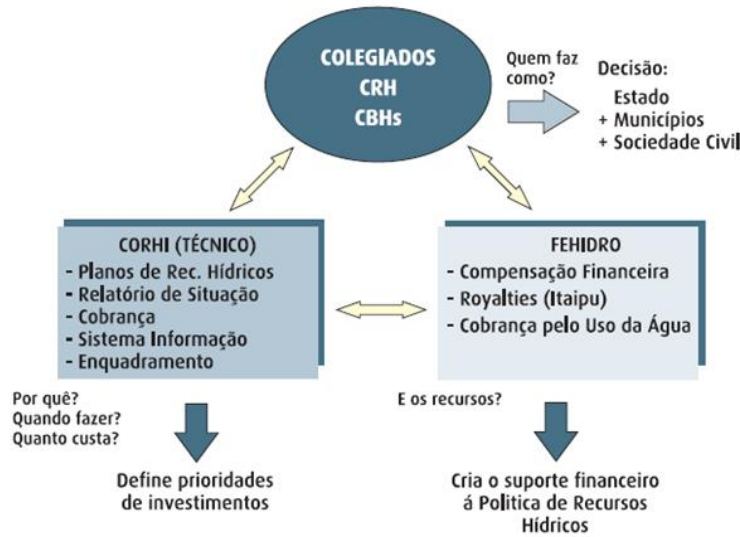 COLEGIADOS
CRH
CBHs
Quem faz
como?
Decisão:
Estado
+ Municípios
+ Sociedade Civil
CORHI (TÉCNICO)
- Planos de Rec. Hídricos
- Relatório de Situação
- Cobrança
- Sistema Informação
- Enquadramento
FEHIDRO
- Compensação Financeira
- Royalties (Itaipu)
- Cobrança pelo Uso da Água
Por quê?
Quando fazer?
Quanto custa?
E os recursos?
Define prioridades
de investimentos
Cria o suporte financeiro
á Politica de Recursos
Hídricos